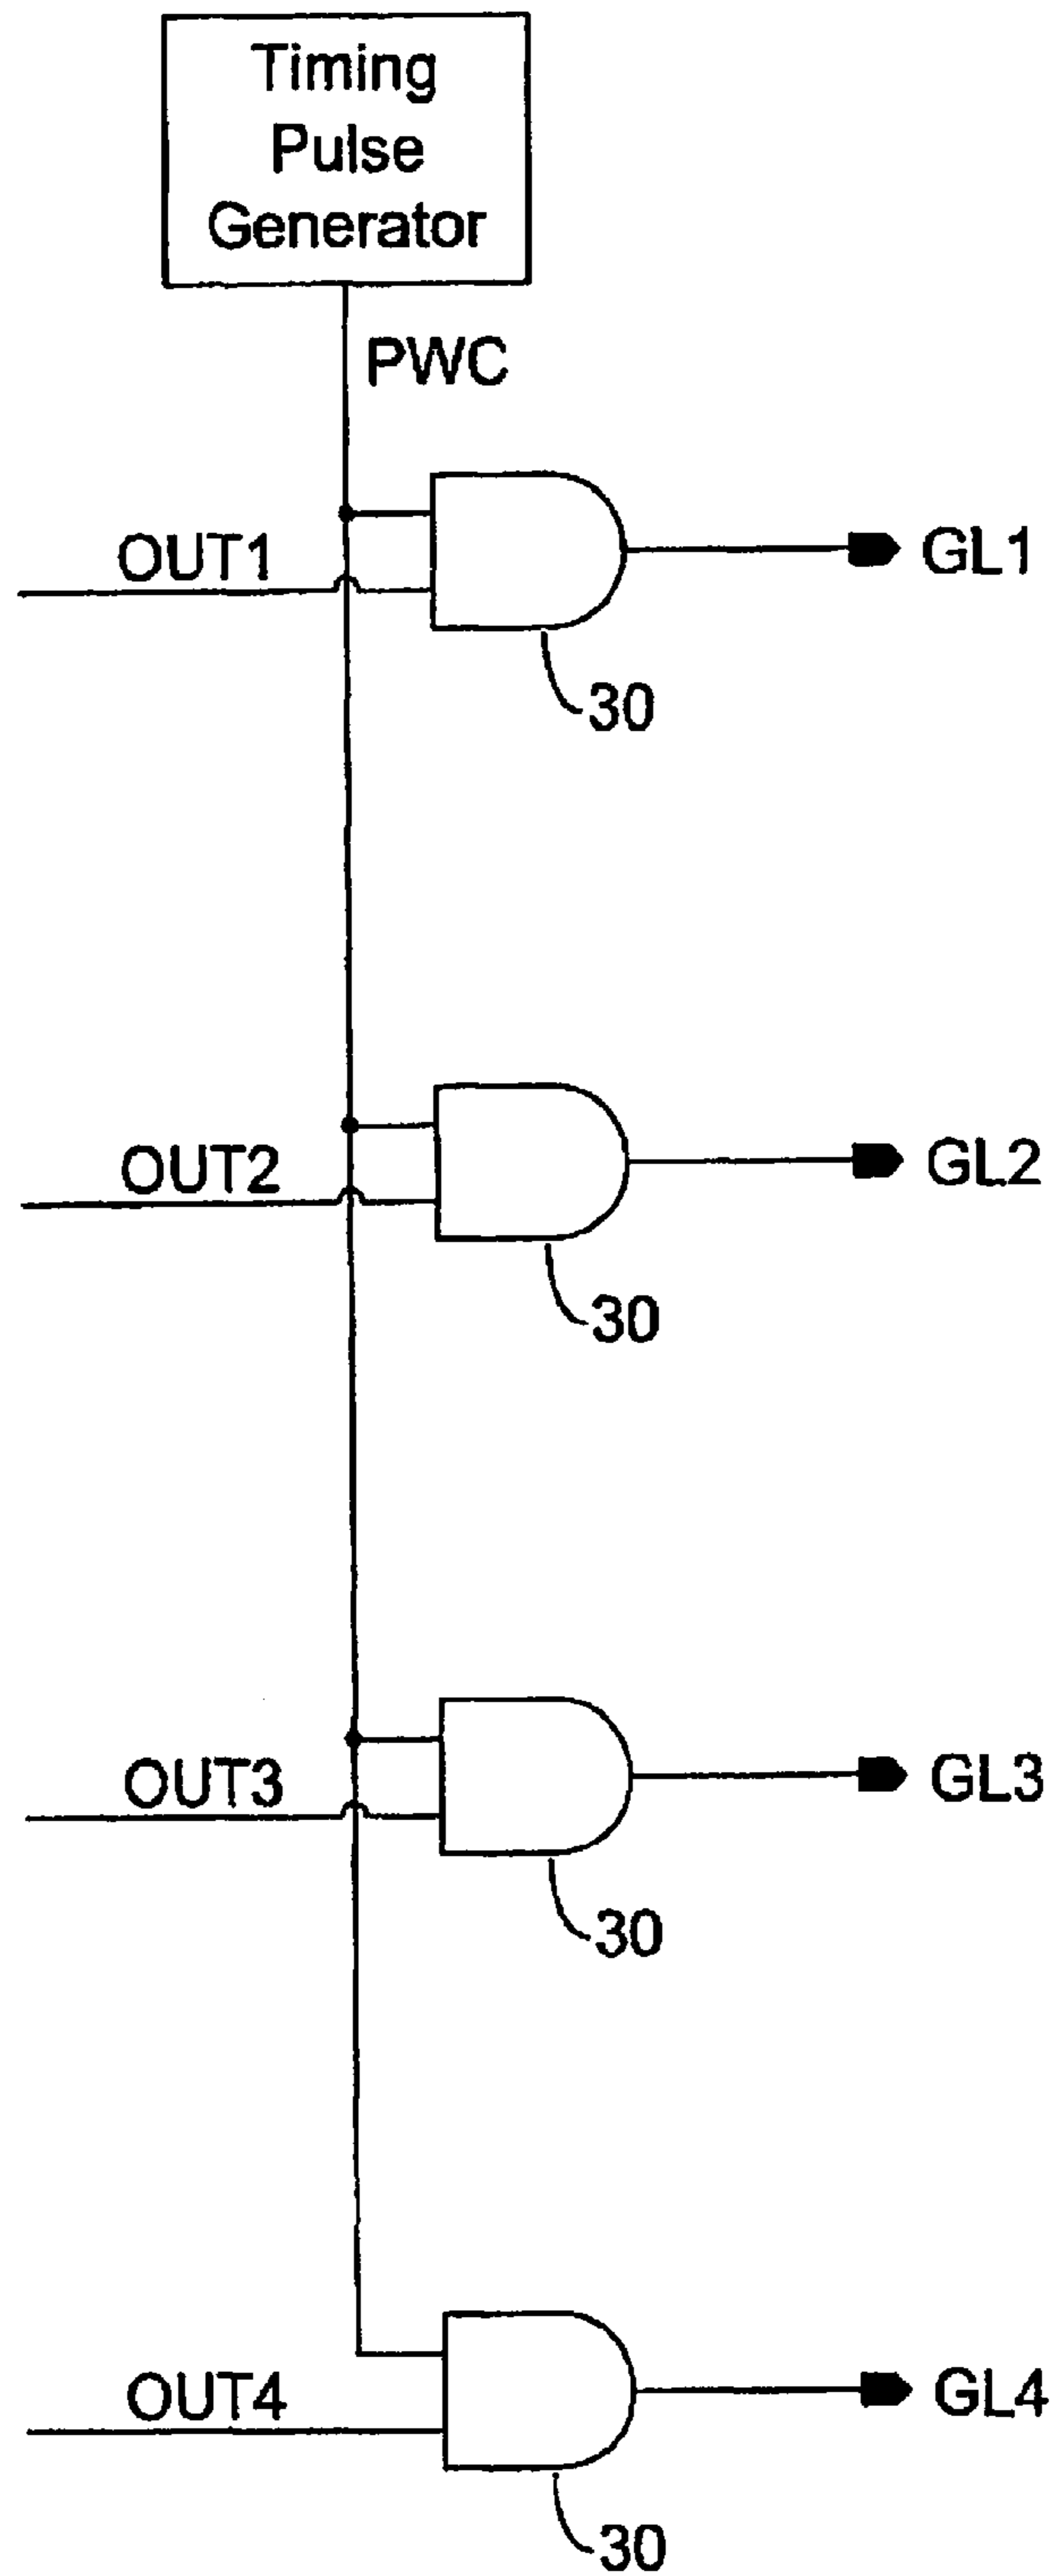 Timing
Pulse
Generator
PWC
OUT1
GL1
30
OUT2
GL2
30
OUT3
GL3
30
OUT4
GL4
30